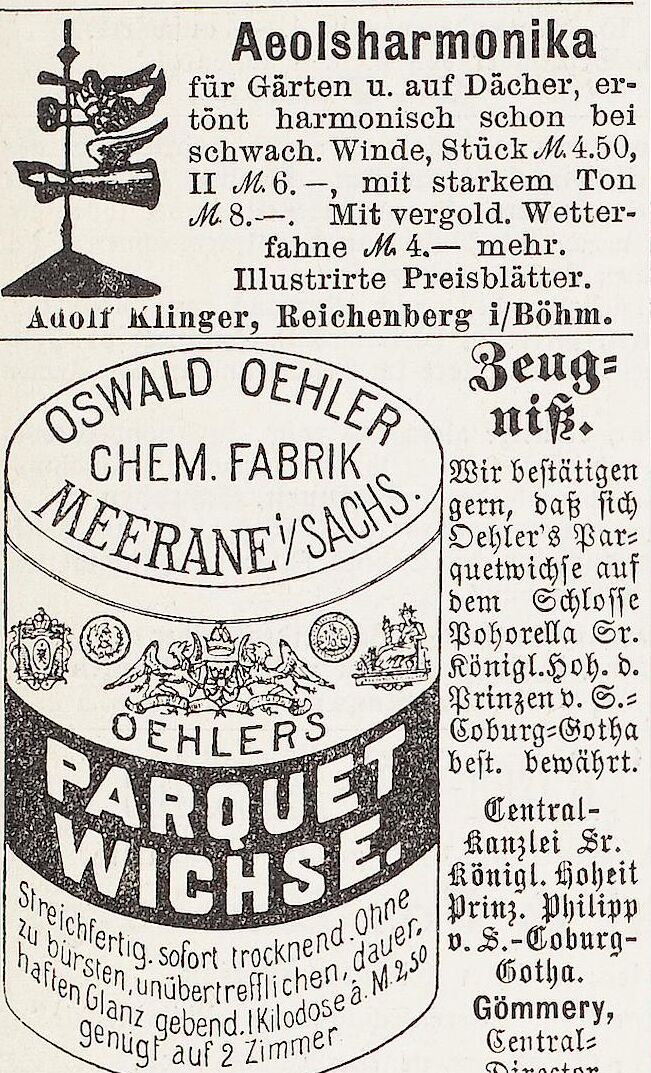 Aeolsharmonika
für Gärten u. auf Dächer, er-
tönt harmonisch schon bei
schwach. Winde, Stück M. 4.50,
II M. 6.—, mit starkem Ton
M. 8.—. Mit vergold. Wetter-
fahne M. 4.— mehr.
Illustrirte Preisblätter.
Adolf Klinger, Reichenberg i/Böhm.
OSWALD OEHLER
CHEM. FABRIK
MEERANE i/SACHS.
OEHLERS
PARQUET
WICHSE.
Streichfertig. sofort trocknend. Ohne
zu bürsten, unübertrefflichen, dauer.
haften Glanz gebend. 1 Kilodose à. M 2,50
genügt auf 2 Zimmer
Zeug=
niß.
Wir bestätigen
gern, daß sich
Oehler's Par=
quetwichse auf
dem Schlosse
Pohorella Sr.
Königl. Hoh. d.
Prinzen v. S.=
Coburg=Gotha
best. bewährt.
Central-
Kanzlei Sr.
Königl. Hoheit
Prinz. Philipp
v. S.-Coburg-
Gotha.
Gömmery,
Central=
Director